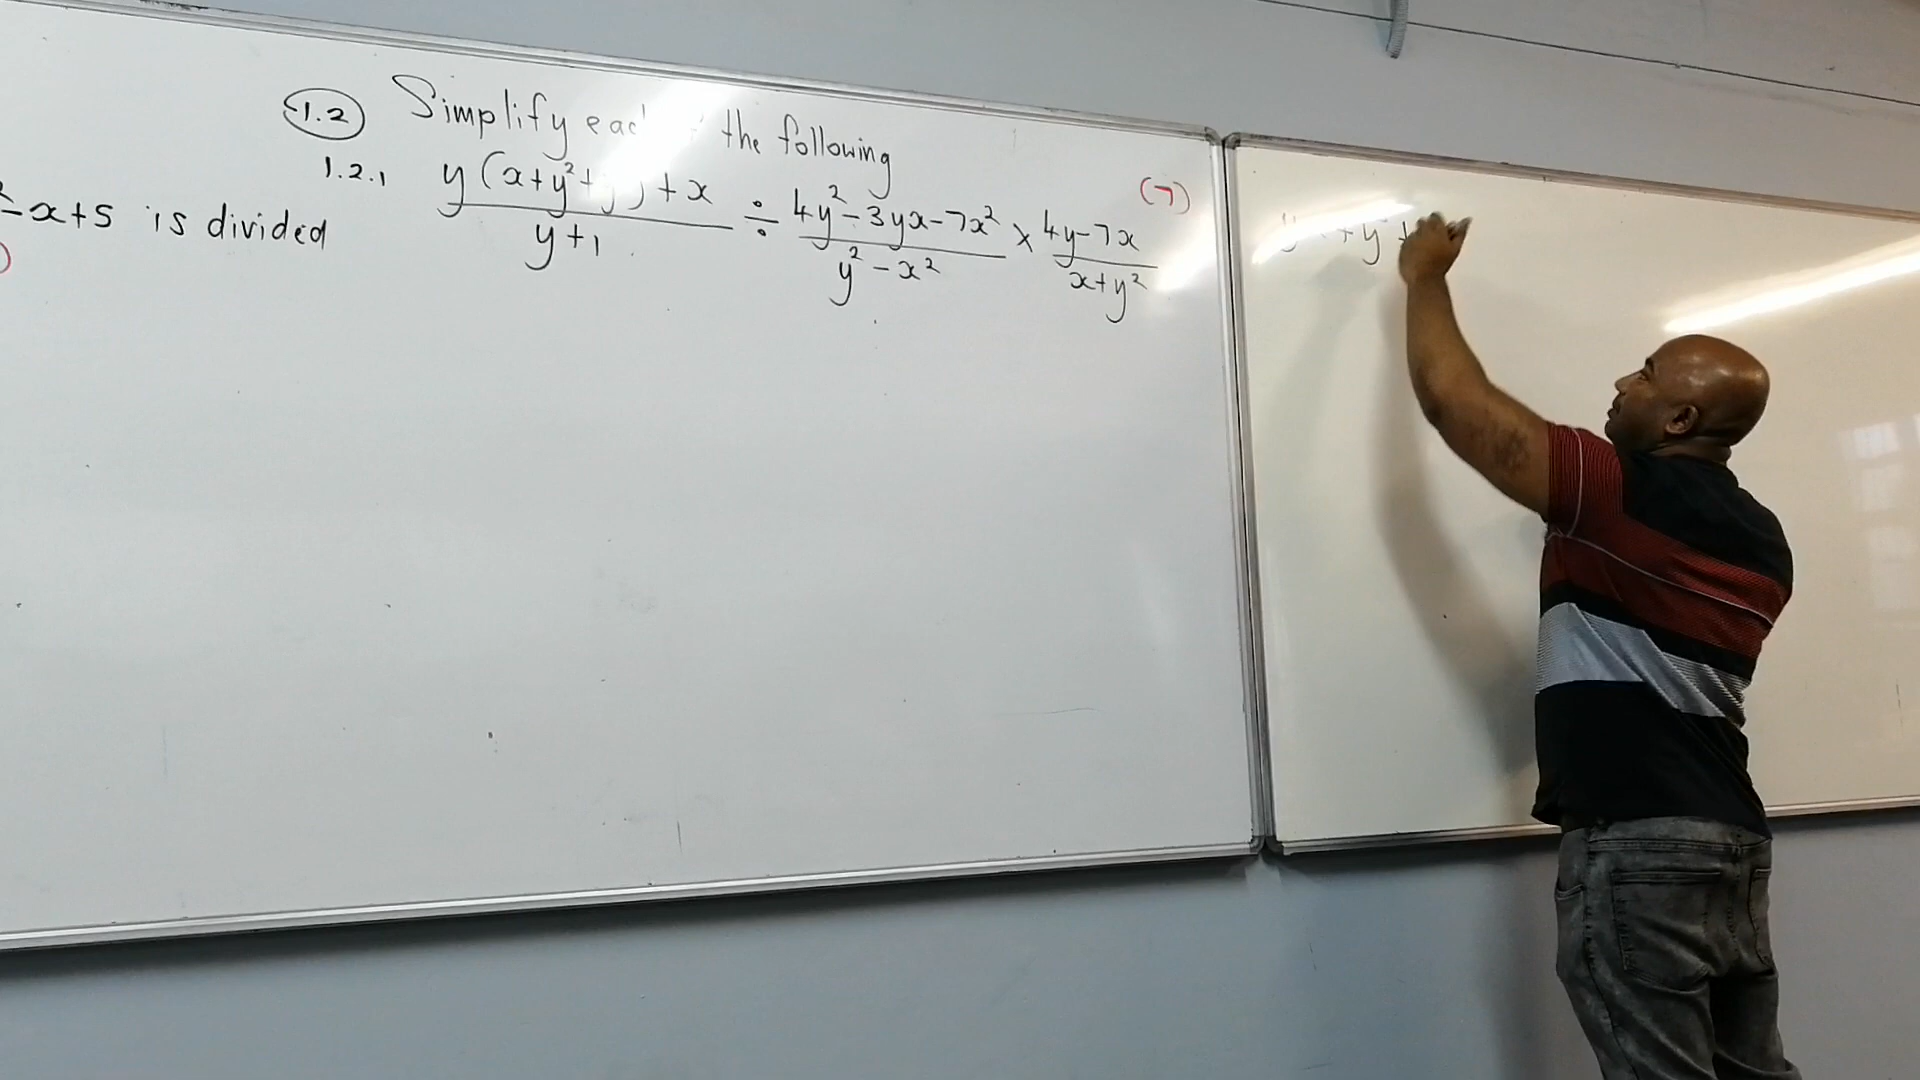 1.2 Simplify the following
1.2.1 y(x+y²+y)+x / y+1 ÷ 4y²-3yx-7x² / y²-x² × 4y-7x / x+y² (7)
-x+5 is divided